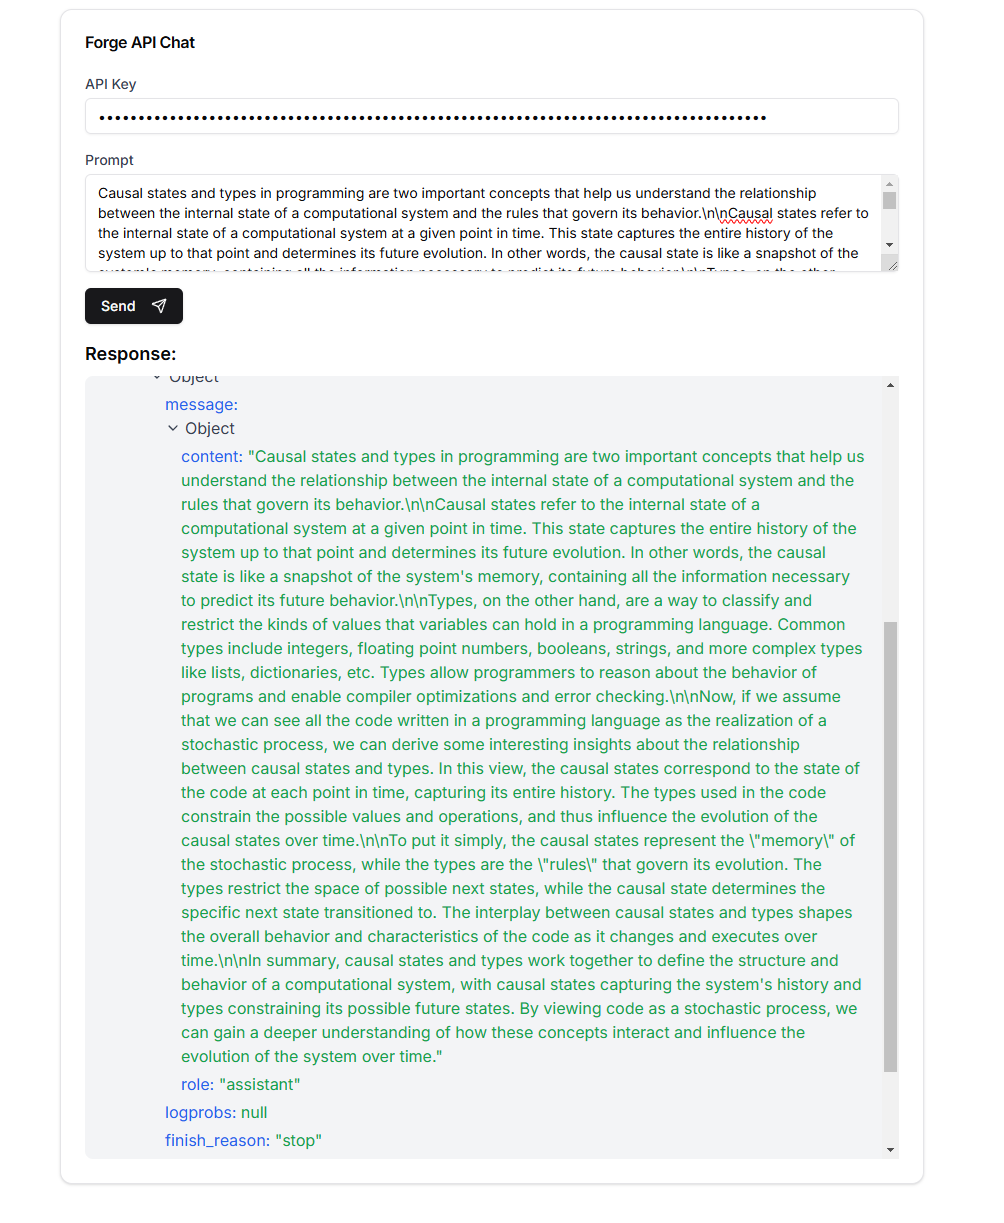 Forge API Chat
API Key
••••••••••••••••••••••••••••••••••••••••••••••••••••••••••••••••••••••••••••••••••••
Prompt
Causal states and types in programming are two important concepts that help us understand the relationship
between the internal state of a computational system and the rules that govern its behavior.\n\nCausal states refer to
the internal state of a computational system at a given point in time. This state captures the entire history of the
system up to that point and determines its future evolution. In other words, the causal state is like a snapshot of the
system's memory, containing all the information necessary to predict its future behavior.\n\nTypes, on the other
Send
Response:
Object
message:
Object
content: "Causal states and types in programming are two important concepts that help us
understand the relationship between the internal state of a computational system and the
rules that govern its behavior.\n\nCausal states refer to the internal state of a
computational system at a given point in time. This state captures the entire history of the
system up to that point and determines its future evolution. In other words, the causal
state is like a snapshot of the system's memory, containing all the information necessary
to predict its future behavior.\n\nTypes, on the other hand, are a way to classify and
restrict the kinds of values that variables can hold in a programming language. Common
types include integers, floating point numbers, booleans, strings, and more complex types
like lists, dictionaries, etc. Types allow programmers to reason about the behavior of
programs and enable compiler optimizations and error checking.\n\nNow, if we assume
that we can see all the code written in a programming language as the realization of a
stochastic process, we can derive some interesting insights about the relationship
between causal states and types. In this view, the causal states correspond to the state of
the code at each point in time, capturing its entire history. The types used in the code
constrain the possible values and operations, and thus influence the evolution of the
causal states over time.\n\nTo put it simply, the causal states represent the \"memory\" of
the stochastic process, while the types are the \"rules\" that govern its evolution. The
types restrict the space of possible next states, while the causal state determines the
specific next state transitioned to. The interplay between causal states and types shapes
the overall behavior and characteristics of the code as it changes and executes over
time.\n\nIn summary, causal states and types work together to define the structure and
behavior of a computational system, with causal states capturing the system's history and
types constraining its possible future states. By viewing code as a stochastic process, we
can gain a deeper understanding of how these concepts interact and influence the
evolution of the system over time."
role: "assistant"
logprobs: null
finish_reason: "stop"